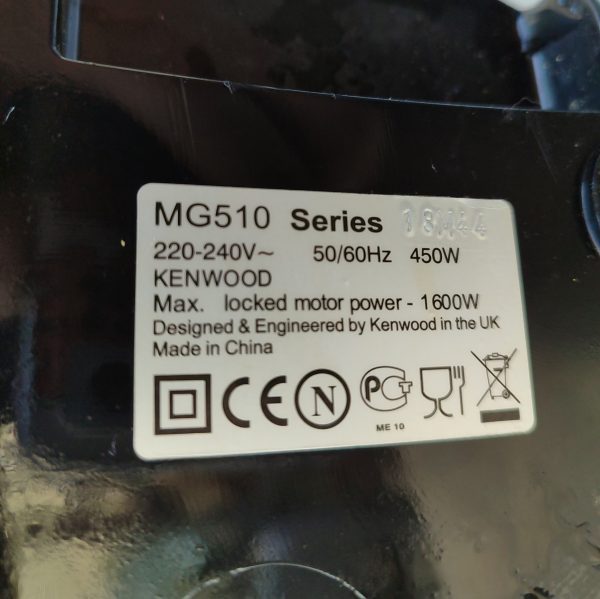 MG510 Series 18M44
220-240V~ 50/60Hz 450W
KENWOOD
Max. locked motor power - 1600W
Designed & Engineered by Kenwood in the UK
Made in China
CE N PCT
ME 10